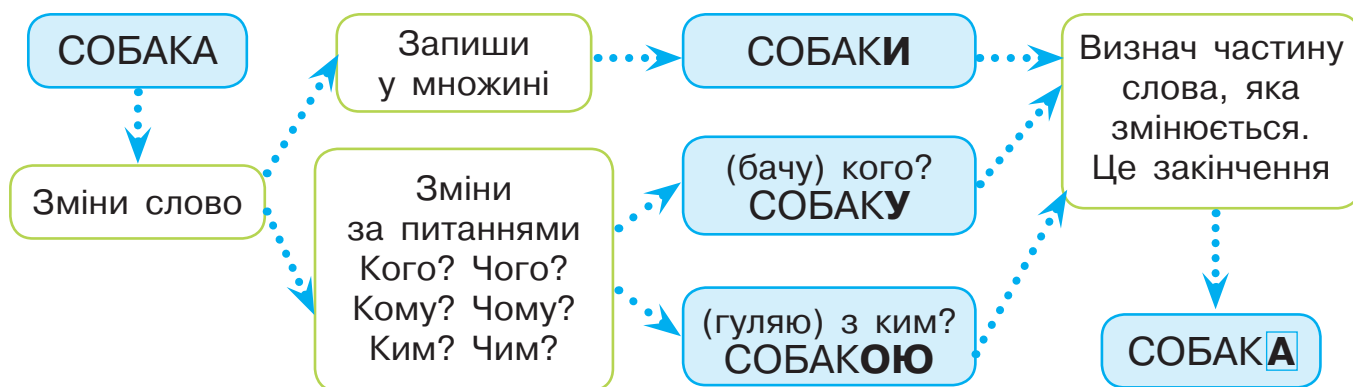 СОБАКА
Зміни слово
Запиши
у множині
Зміни
за питаннями
Кого? Чого?
Кому? Чому?
Ким? Чим?
СОБАКИ
(бачу) кого?
СОБАКУ
(гуляю) з ким?
СОБАКОЮ
Визнач частину
слова, яка
змінюється.
Це закінчення
СОБАКА